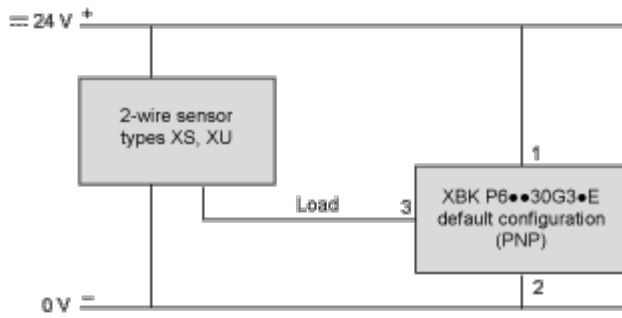 ⎓ 24 V +
2-wire sensor
types XS, XU
1
Load
3
XBK P6●●30G3●E
default configuration
(PNP)
2
0 V −